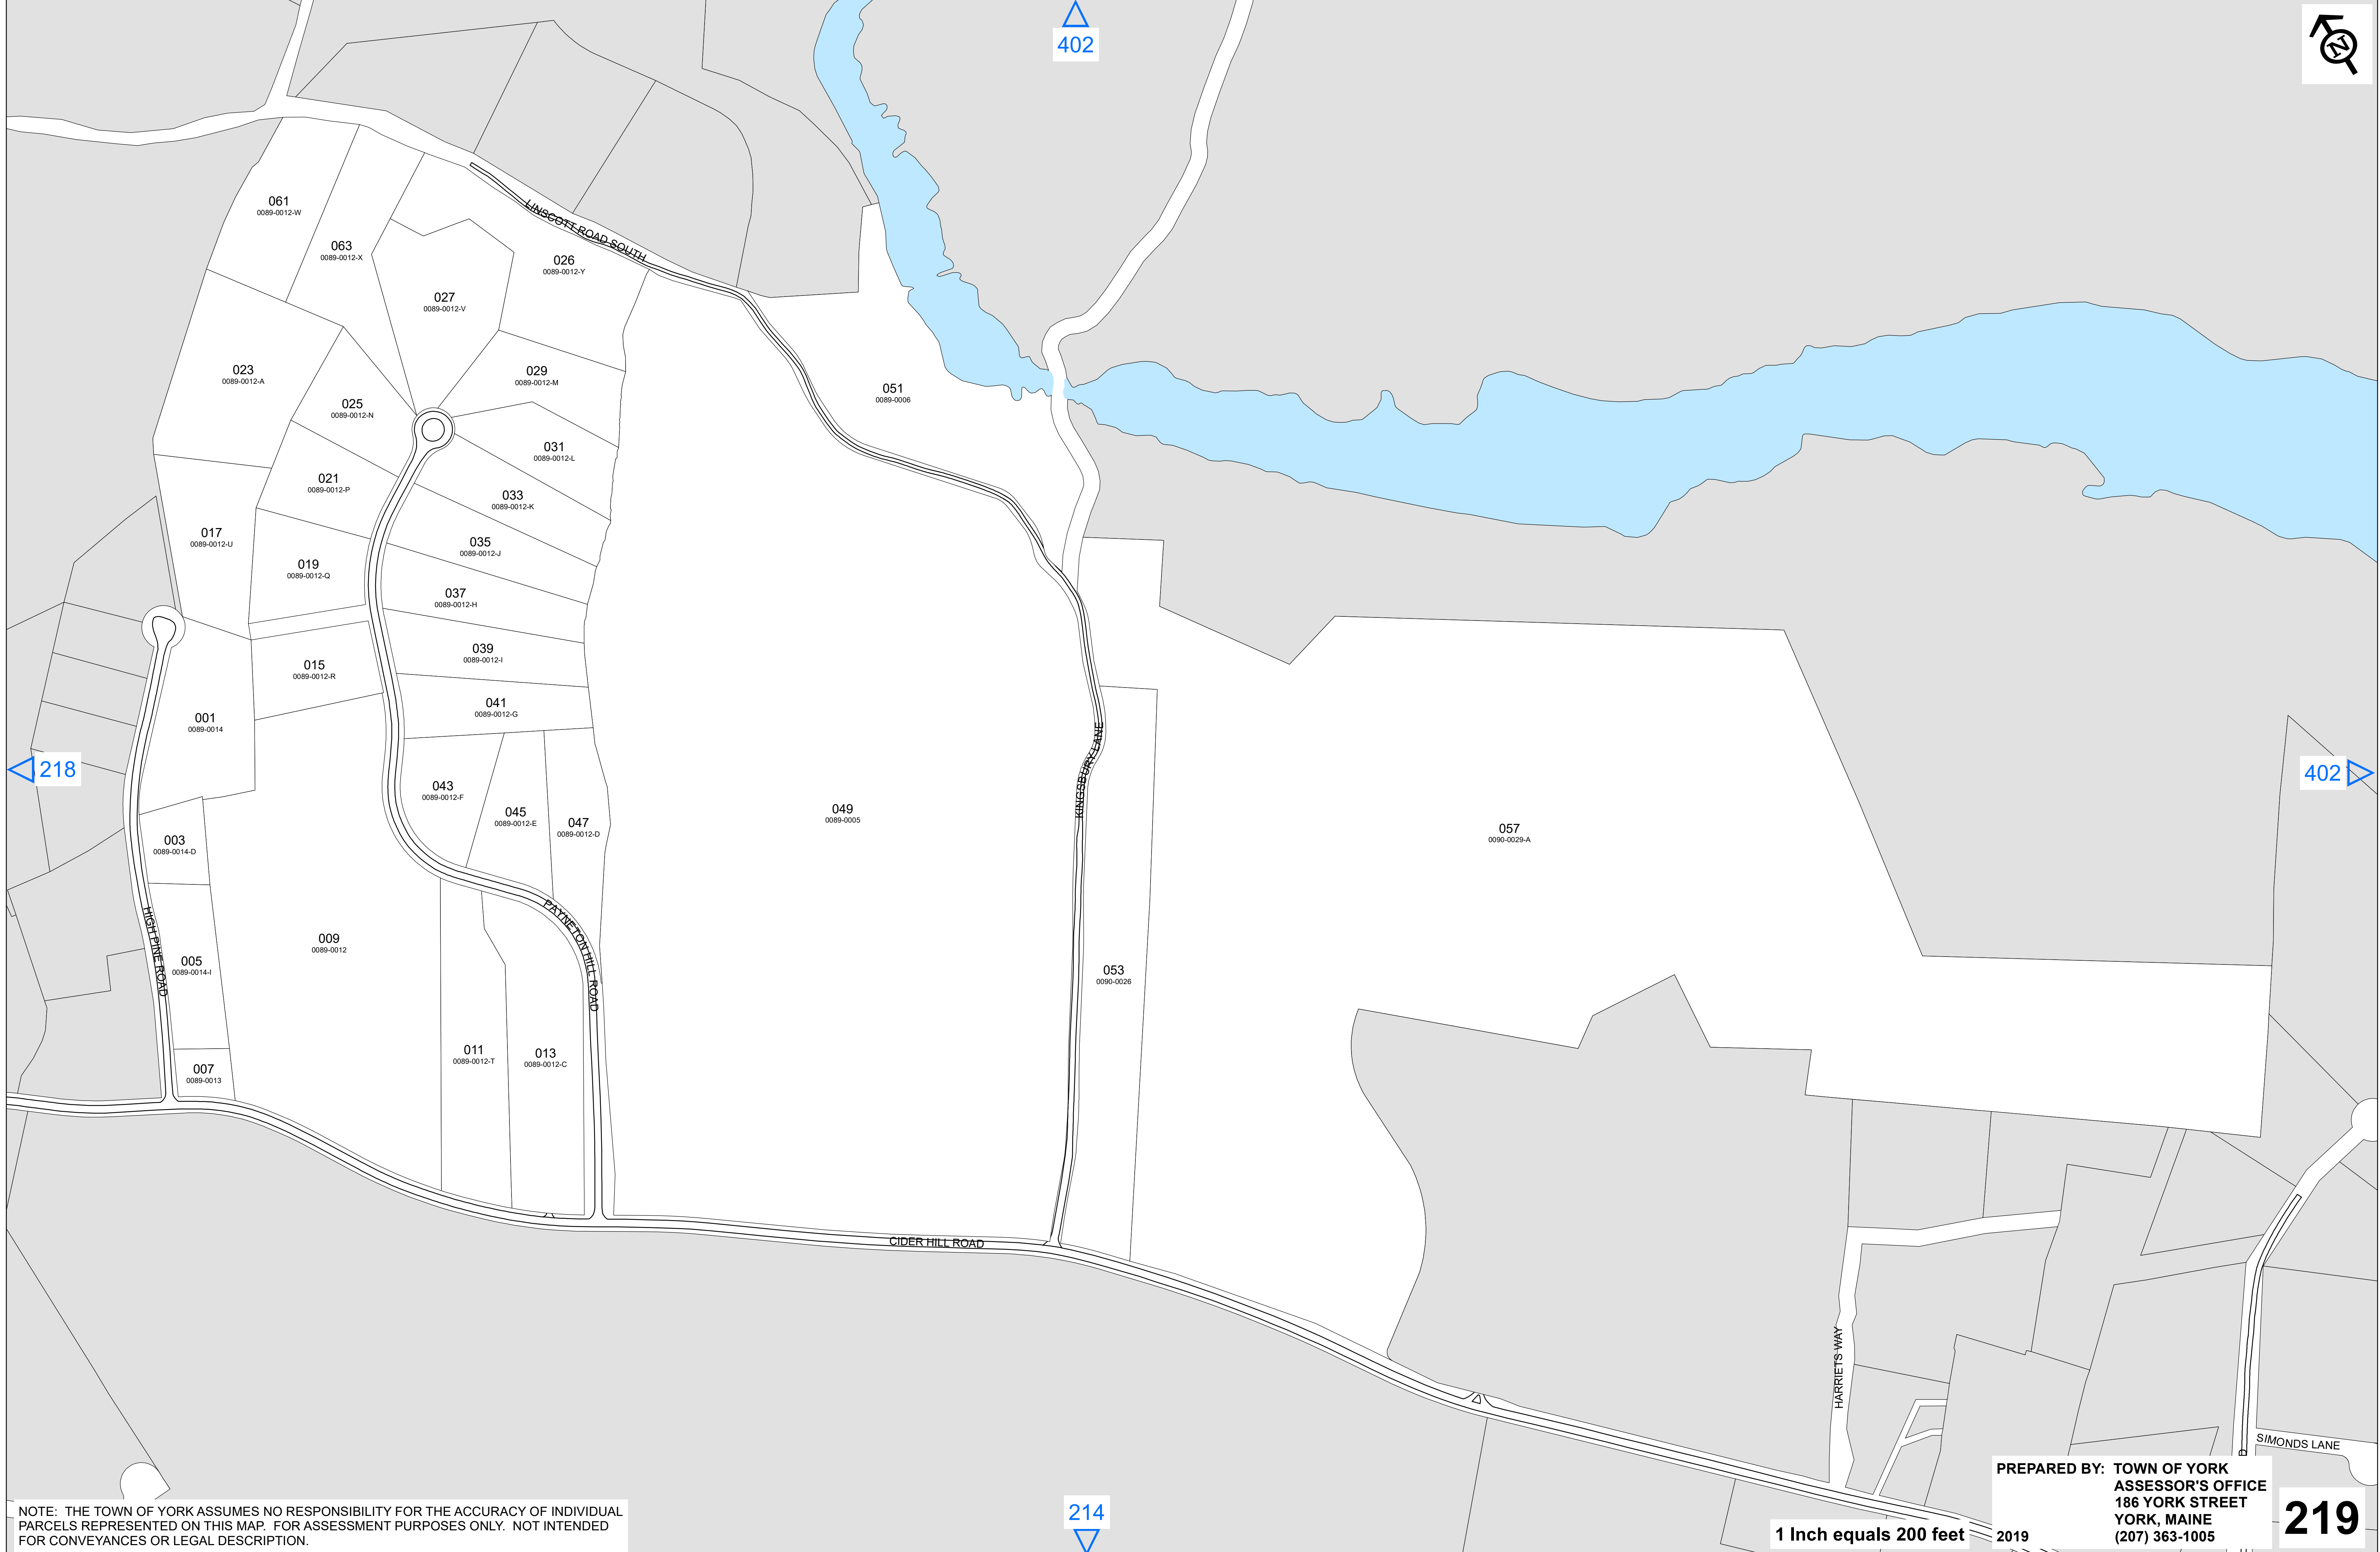 402
N
061
0089-0012-W
LINSCOTT ROAD SOUTH
063
0089-0012-X
026
0089-0012-Y
027
0089-0012-V
023
0089-0012-A
029
0089-0012-M
051
0089-0006
025
0089-0012-N
031
0089-0012-L
021
0089-0012-P
033
0089-0012-K
017
0089-0012-U
035
0089-0012-J
019
0089-0012-Q
037
0089-0012-H
039
0089-0012-I
015
0089-0012-R
041
0089-0012-G
001
0089-0014
KINGSBURY LANE
218
402
043
0089-0012-F
045
0089-0012-E
047
0089-0012-D
049
0089-0005
057
0090-0029-A
003
0089-0014-D
HIGH PINE ROAD
PAYNETON HILL ROAD
009
0089-0012
005
0089-0014-I
053
0090-0026
011
0089-0012-T
013
0089-0012-C
007
0089-0013
CIDER HILL ROAD
HARRIETS WAY
SIMONDS LANE
D
NOTE: THE TOWN OF YORK ASSUMES NO RESPONSIBILITY FOR THE ACCURACY OF INDIVIDUAL
PARCELS REPRESENTED ON THIS MAP. FOR ASSESSMENT PURPOSES ONLY. NOT INTENDED
FOR CONVEYANCES OR LEGAL DESCRIPTION.
214
1 Inch equals 200 feet
PREPARED BY: TOWN OF YORK
ASSESSOR'S OFFICE
186 YORK STREET
YORK, MAINE
2019 (207) 363-1005
219